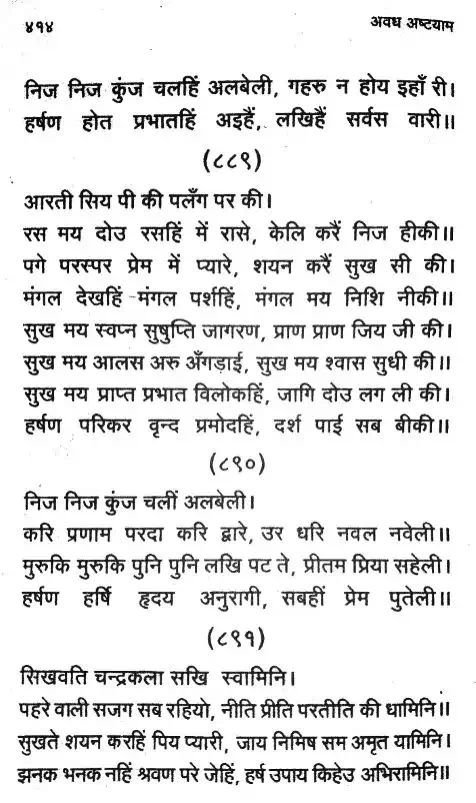 ४१४ अवध अष्टयाम
निज निज कुंज चलहिं अलबेली, गहरु न होय इहाँ री।
हर्षण होत प्रभातहिं अइहैं, लखिहैं सर्वस वारी॥
(८८९)
आरती सिय पी की पलँग पर की।
रस मय दोउ रसहिं में रासे, केलि करैं निज हीकी॥
पगे परस्पर प्रेम में प्यारे, शयन करैं सुख सी की।
मंगल देखहिं मंगल पर्शहिं, मंगल मय निशि नीकी॥
सुख मय स्वप्न सुषुप्ति जागरण, प्राण प्राण जिय जी की।
सुख मय आलस अरु अँगड़ाई, सुख मय श्वास सुधी की॥
सुख मय प्राप्त प्रभात विलोकहिं, जागि दोउ लग ली की।
हर्षण परिकर वृन्द प्रमोदहिं, दर्श पाई सब बीकी॥
(८९०)
निज निज कुंज चलीं अलबेली।
करि प्रणाम परदा करि द्वारे, उर धरि नवल नवेली॥
मुरुकि मुरुकि पुनि पुनि लखि पट ते, प्रीतम प्रिया सहेली।
हर्षण हर्षि हृदय अनुरागी, सबहीं प्रेम पुतेली॥
(८९१)
सिखवति चन्द्रकला सखि स्वामिनि।
पहरे वाली सजग सब रहियो, नीति प्रीति परतीति की धामिनि॥
सुखते शयन करहिं पिय प्यारी, जाय निमिष सम अमृत यामिनि।
झनक भनक नहिं श्रवण परे जेहिं, हर्ष उपाय किहेउ अभिरामिनि॥